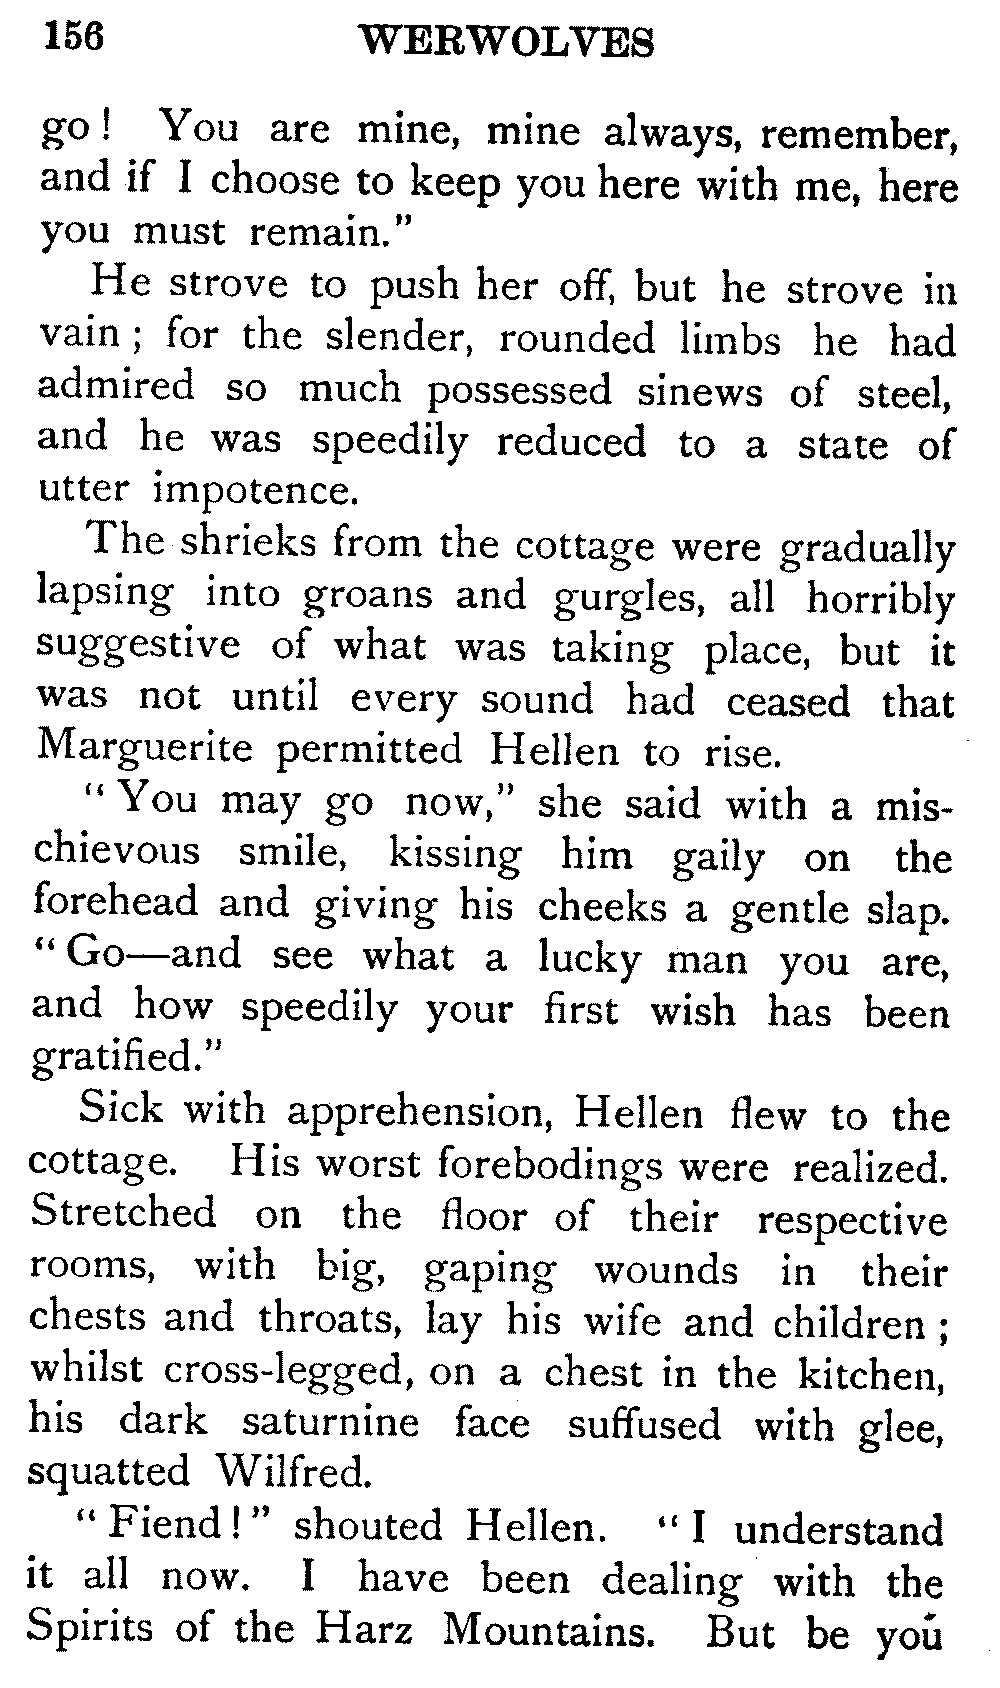 156 WERWOLVES
go! You are mine, mine always, remember,
and if I choose to keep you here with me, here
you must remain."
He strove to push her off, but he strove in
vain; for the slender, rounded limbs he had
admired so much possessed sinews of steel,
and he was speedily reduced to a state of
utter impotence.
The shrieks from the cottage were gradually
lapsing into groans and gurgles, all horribly
suggestive of what was taking place, but it
was not until every sound had ceased that
Marguerite permitted Hellen to rise.
"You may go now," she said with a mis-
chievous smile, kissing him gaily on the
forehead and giving his cheeks a gentle slap.
"Go—and see what a lucky man you are,
and how speedily your first wish has been
gratified."
Sick with apprehension, Hellen flew to the
cottage. His worst forebodings were realized.
Stretched on the floor of their respective
rooms, with big, gaping wounds in their
chests and throats, lay his wife and children;
whilst cross-legged, on a chest in the kitchen,
his dark saturnine face suffused with glee,
squatted Wilfred.
"Fiend!" shouted Hellen. "I understand
it all now. I have been dealing with the
Spirits of the Harz Mountains. But be you